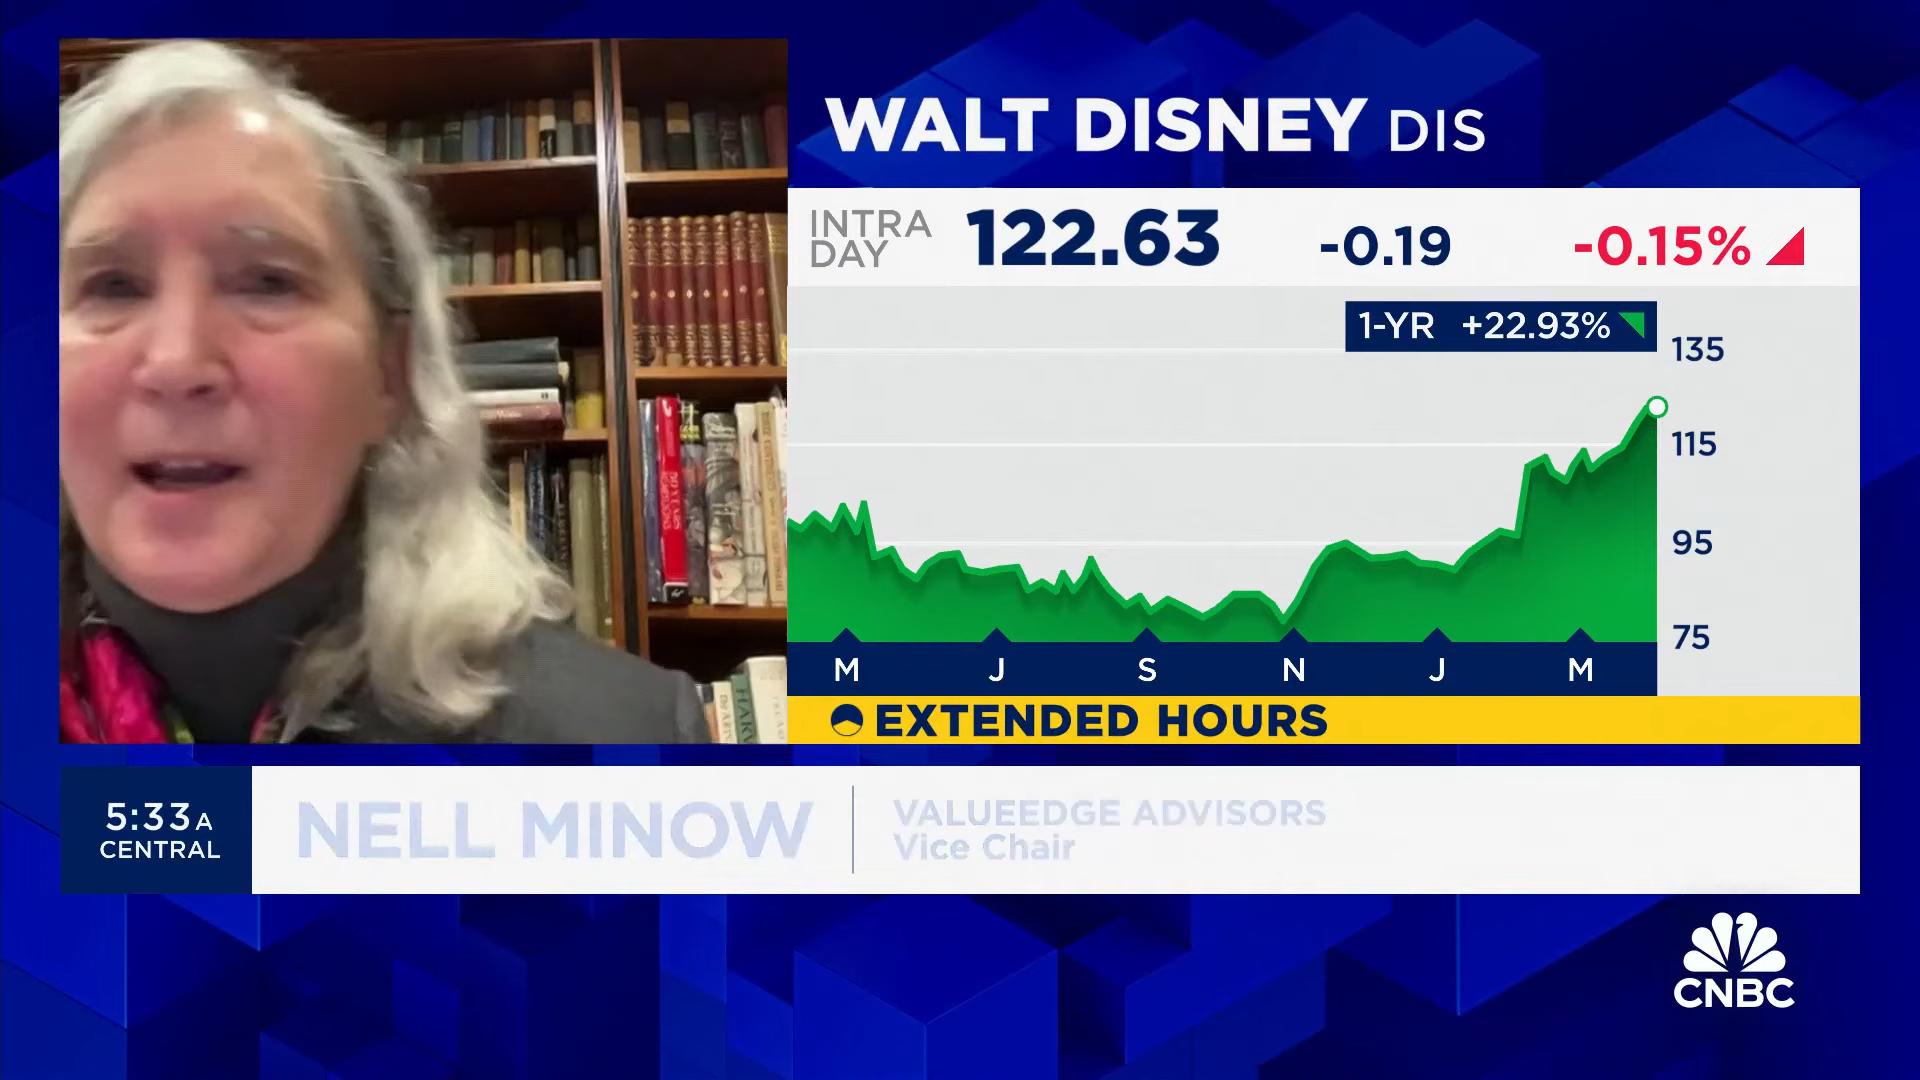 WALT DISNEY DIS
INTRA DAY 122.63 -0.19 -0.15%
1-YR +22.93%
135
115
95
75
M J S N J M
EXTENDED HOURS
5:33A
CENTRAL
NELL MINOW
VALUEEDGE ADVISORS
Vice Chair
CNBC